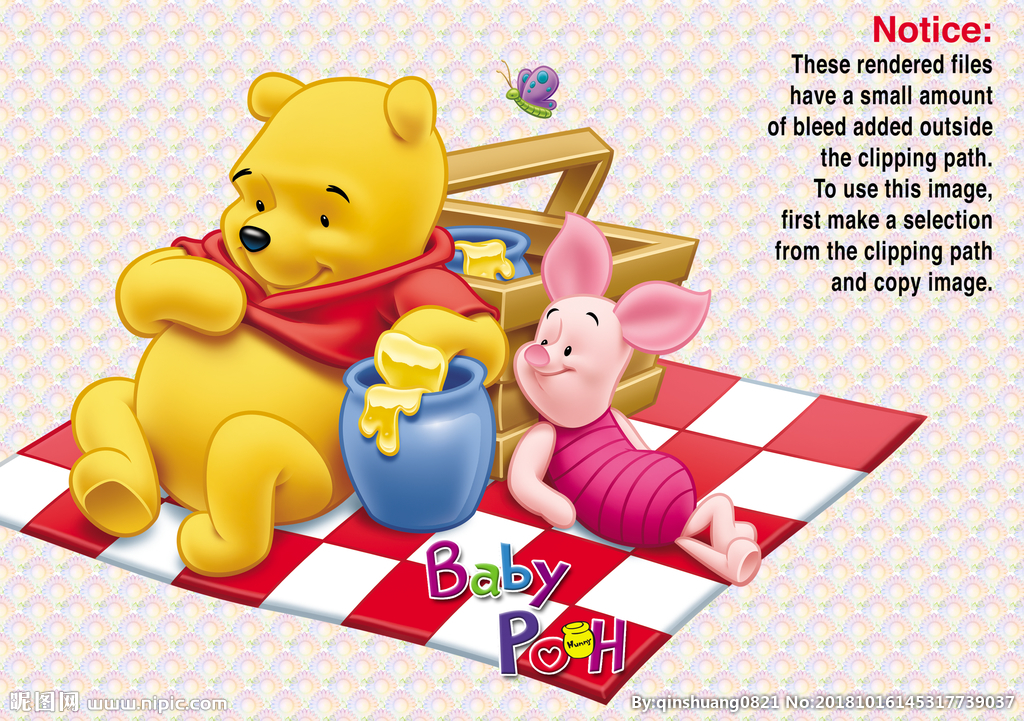 Notice:
These rendered files
have a small amount
of bleed added outside
the clipping path.
To use this image,
first make a selection
from the clipping path
and copy image.
Baby
PoH
Hunny
昵图网 www.nipic.com
By:qinshuang0821 No:20181016145317739037